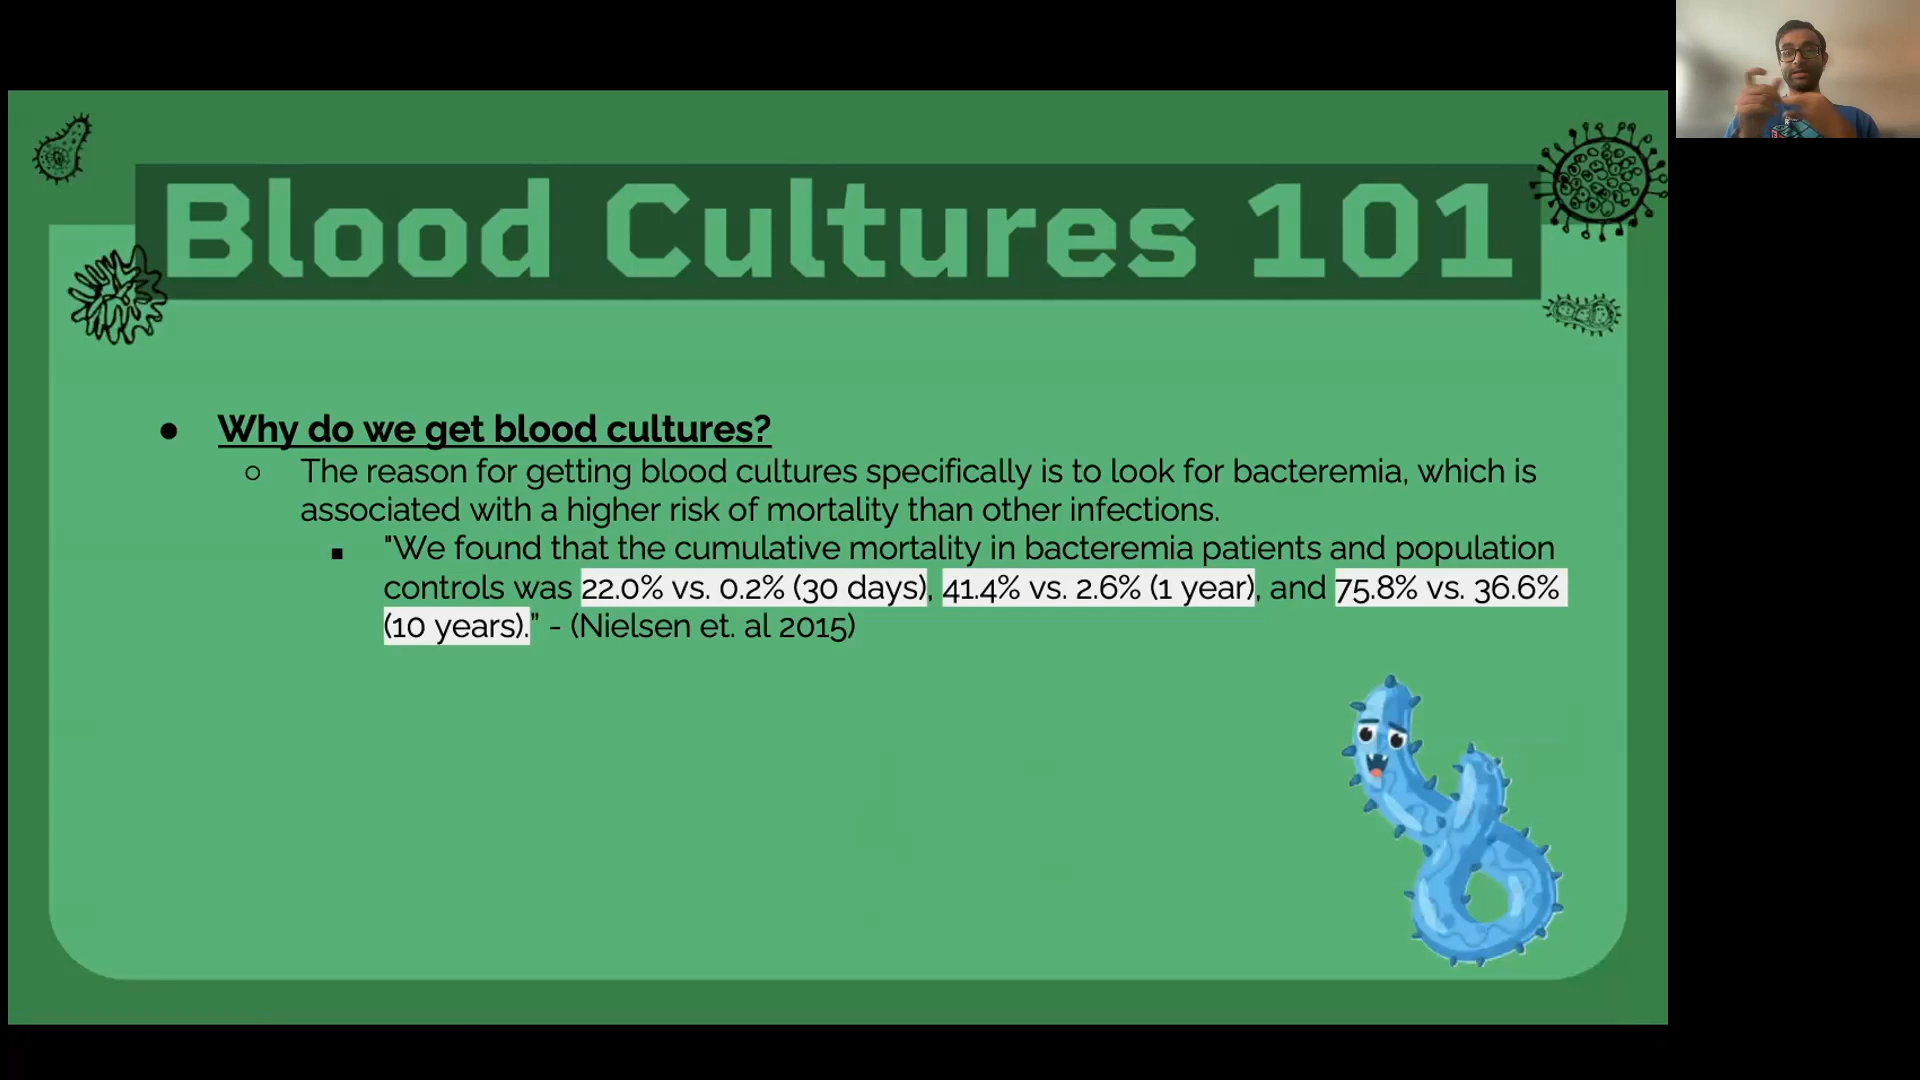 Blood Cultures 101
● Why do we get blood cultures?
○ The reason for getting blood cultures specifically is to look for bacteremia, which is
associated with a higher risk of mortality than other infections.
■ "We found that the cumulative mortality in bacteremia patients and population
controls was 22.0% vs. 0.2% (30 days), 41.4% vs. 2.6% (1 year), and 75.8% vs. 36.6%
(10 years).” - (Nielsen et. al 2015)